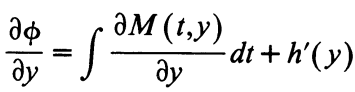 ∂ϕ/∂y = ∫ ∂M(t,y)/∂y dt + h′(y)